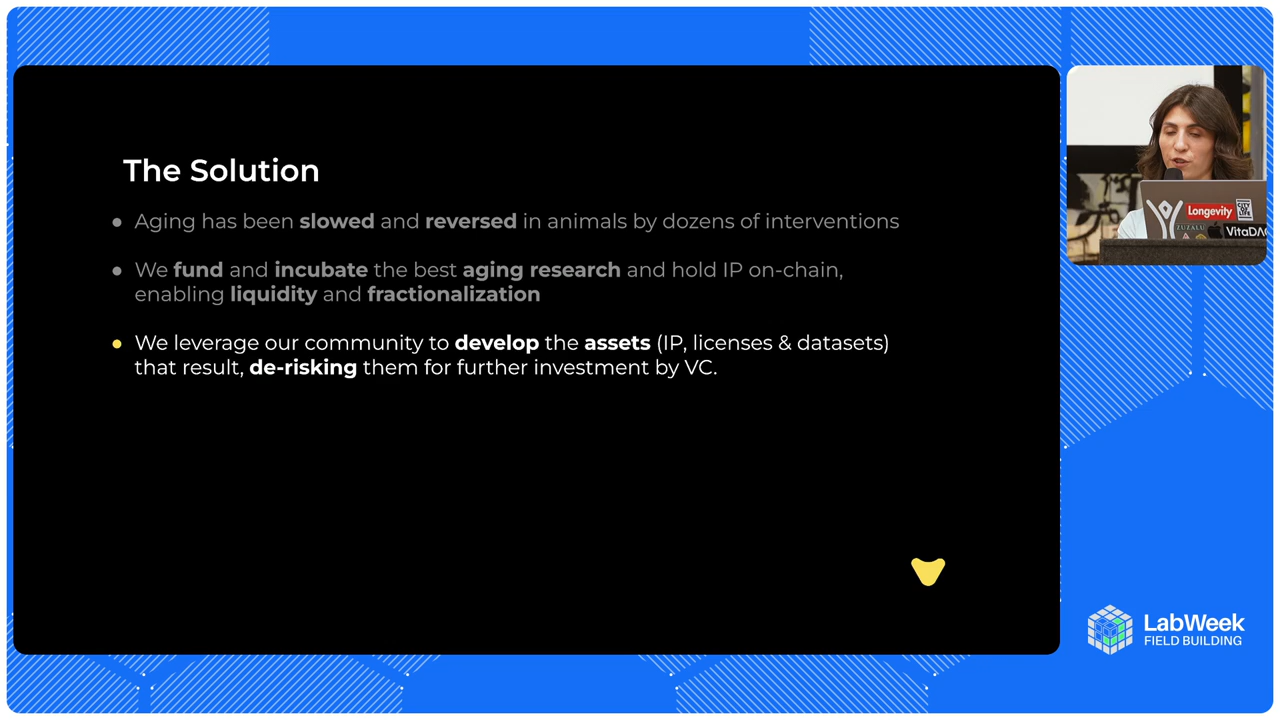 The Solution
● Aging has been slowed and reversed in animals by dozens of interventions
● We fund and incubate the best aging research and hold IP on-chain,
enabling liquidity and fractionalization
● We leverage our community to develop the assets (IP, licenses & datasets)
that result, de-risking them for further investment by VC.
Longevity
ZUZALU
VitaDA
LabWeek
FIELD BUILDING